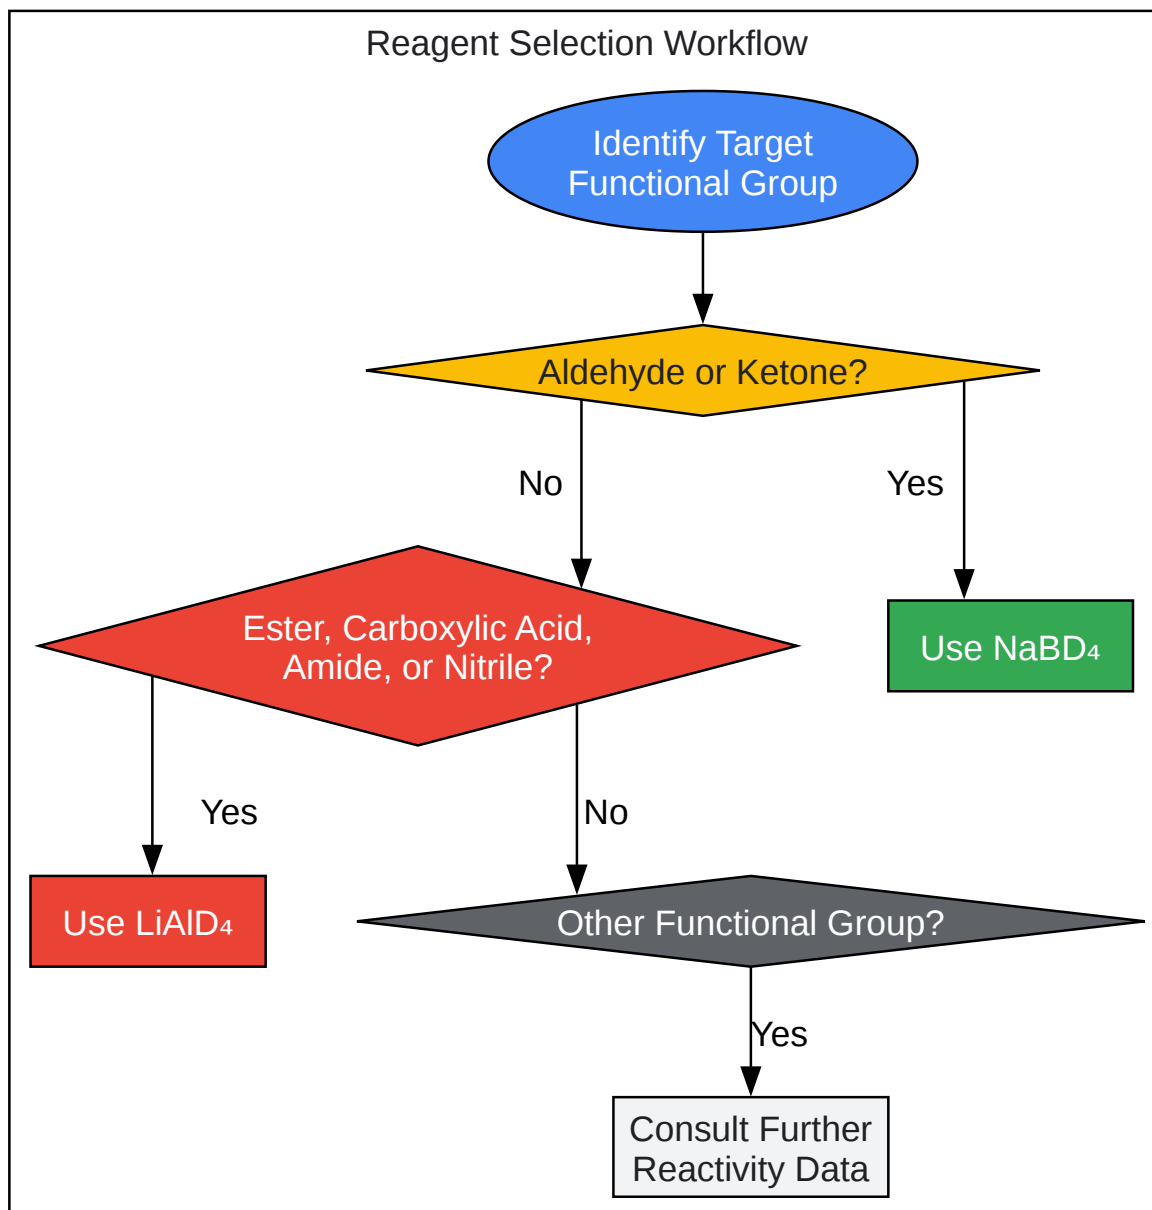 Reagent Selection Workflow
Identify Target
Functional Group
Aldehyde or Ketone?
No
Yes
Ester, Carboxylic Acid,
Amide, or Nitrile?
Use NaBD₄
Yes
No
Use LiAlD₄
Other Functional Group?
Yes
Consult Further
Reactivity Data